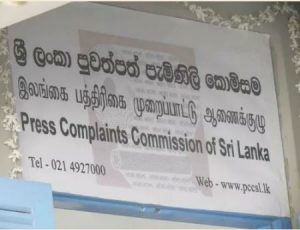 ශ්‍රී ලංකා පුවත්පත් පැමිණිලි කොමිසම
இலங்கை பத்திரிகை முறைப்பாட்டு ஆணைக்குழு
Press Complaints Commission of Sri Lanka
Tel - 021 4927000 Web - www.pccsl.lk